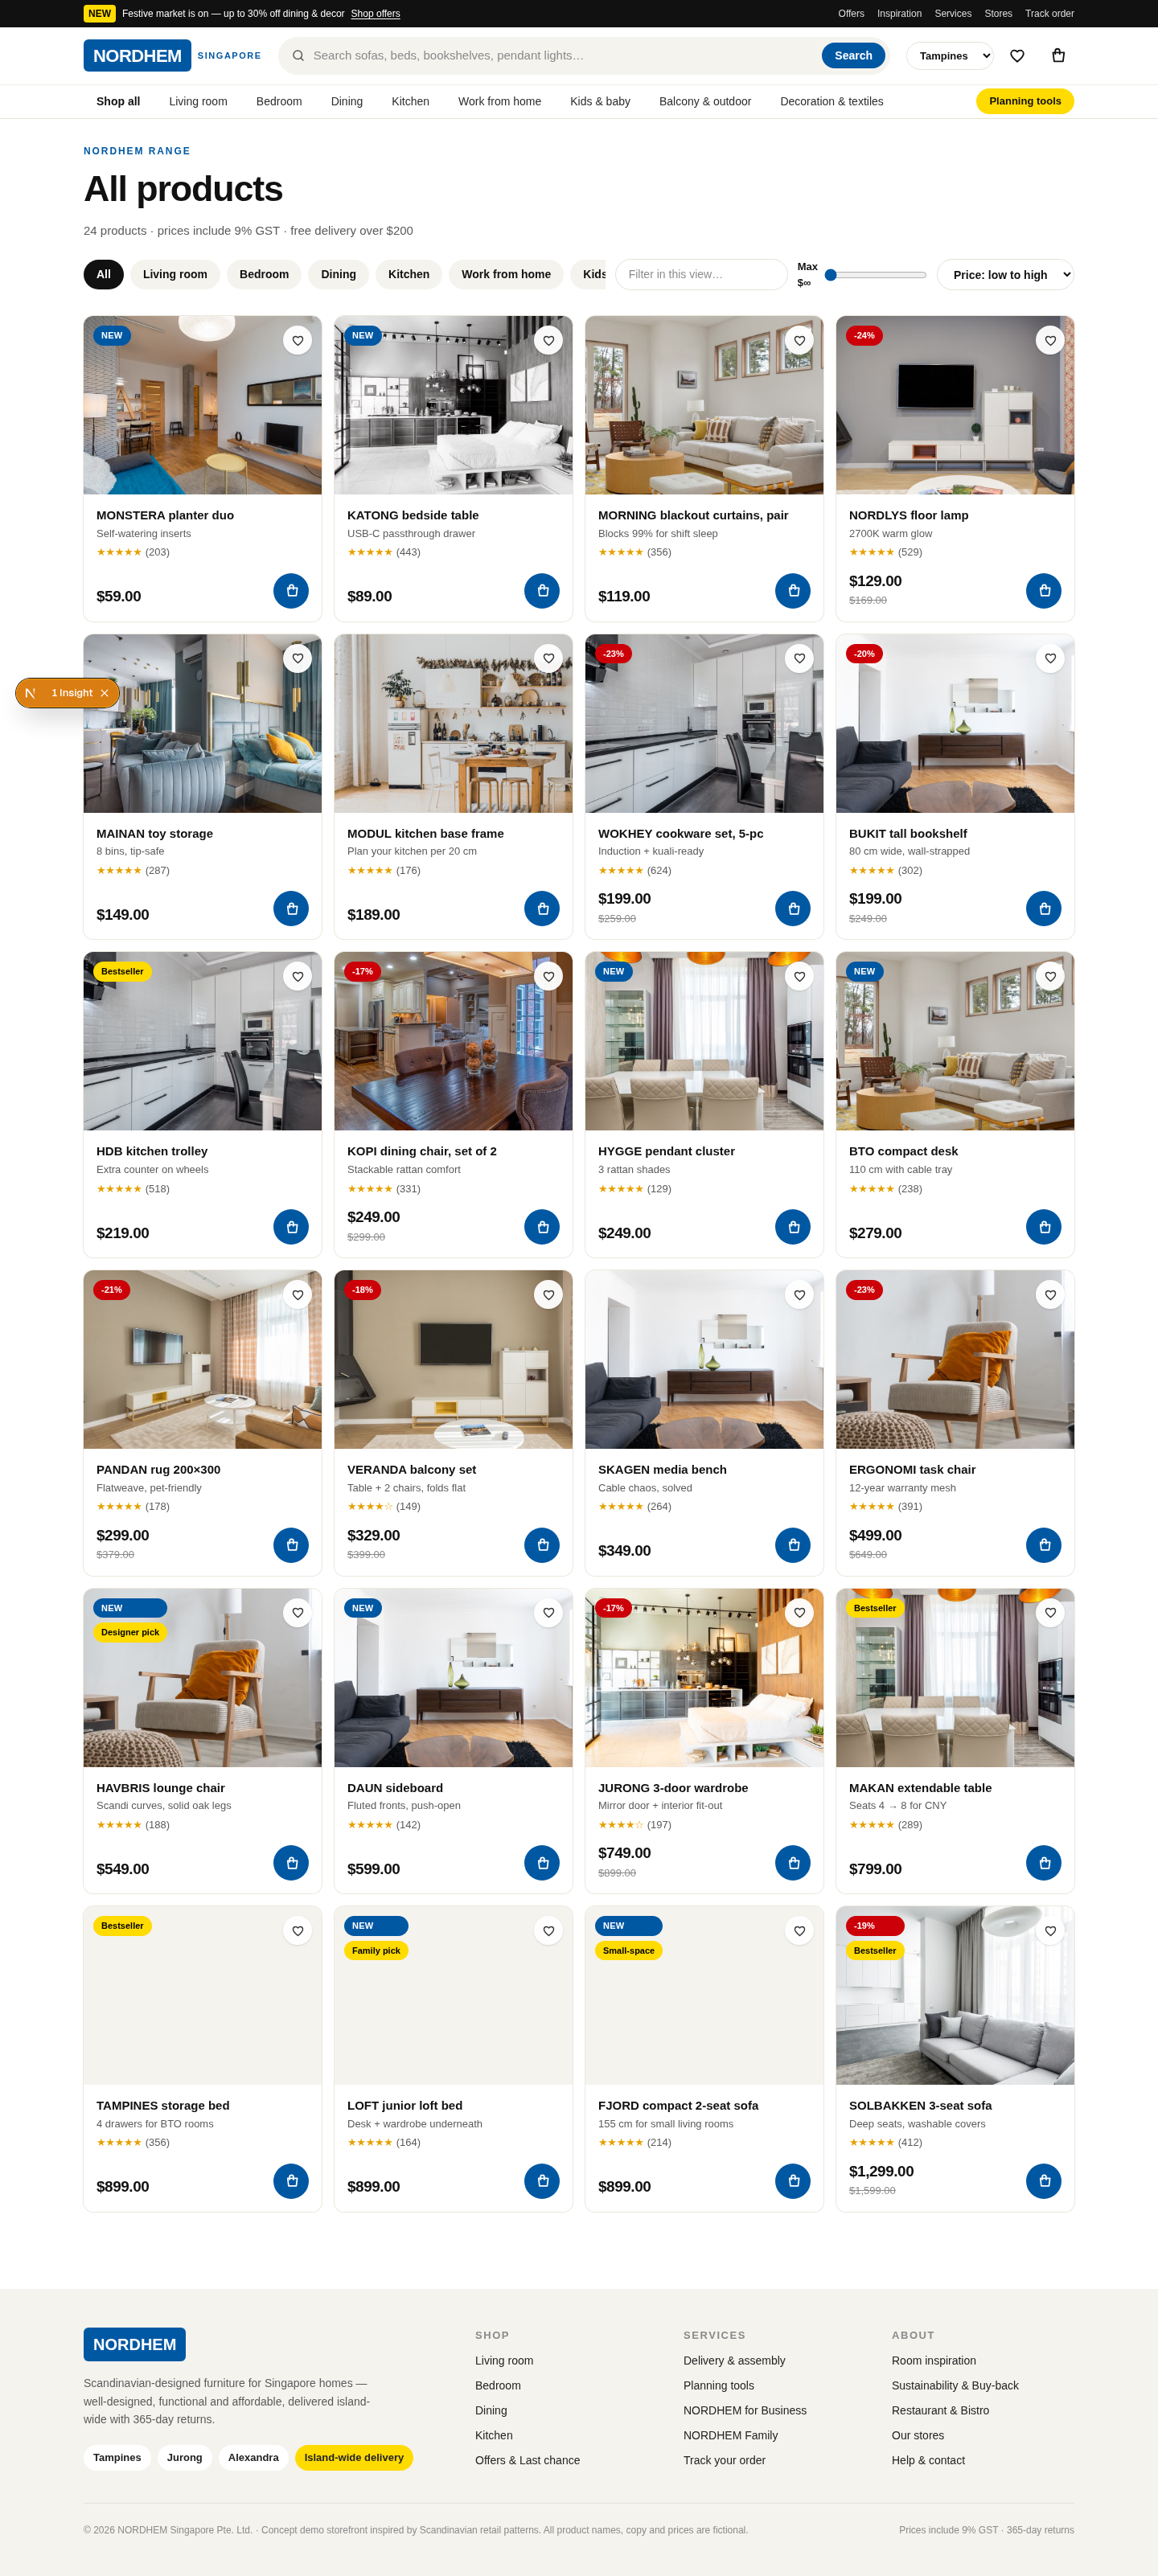 NEW Festive market is on — up to 30% off dining & decor Shop offers Offers Inspiration Services Stores Track order
NORDHEM SINGAPORE Search sofas, beds, bookshelves, pendant lights… Search Tampines
Shop all Living room Bedroom Dining Kitchen Work from home Kids & baby Balcony & outdoor Decoration & textiles Planning tools
NORDHEM RANGE
All products
24 products · prices include 9% GST · free delivery over $200
All Living room Bedroom Dining Kitchen Work from home Kids Filter in this view… Max $∞ Price: low to high
NEW NEW -24%
MONSTERA planter duo KATONG bedside table MORNING blackout curtains, pair NORDLYS floor lamp
Self-watering inserts USB-C passthrough drawer Blocks 99% for shift sleep 2700K warm glow
★★★★★ (203) ★★★★★ (443) ★★★★★ (356) ★★★★★ (529)
$59.00 $89.00 $119.00 $129.00
$169.00
-23% -20%
1 Insight
MAINAN toy storage MODUL kitchen base frame WOKHEY cookware set, 5-pc BUKIT tall bookshelf
8 bins, tip-safe Plan your kitchen per 20 cm Induction + kuali-ready 80 cm wide, wall-strapped
★★★★★ (287) ★★★★★ (176) ★★★★★ (624) ★★★★★ (302)
$149.00 $189.00 $199.00 $199.00
$259.00 $249.00
Bestseller -17% NEW NEW
HDB kitchen trolley KOPI dining chair, set of 2 HYGGE pendant cluster BTO compact desk
Extra counter on wheels Stackable rattan comfort 3 rattan shades 110 cm with cable tray
★★★★★ (518) ★★★★★ (331) ★★★★★ (129) ★★★★★ (238)
$219.00 $249.00 $249.00 $279.00
$299.00
-21% -18% -23%
PANDAN rug 200×300 VERANDA balcony set SKAGEN media bench ERGONOMI task chair
Flatweave, pet-friendly Table + 2 chairs, folds flat Cable chaos, solved 12-year warranty mesh
★★★★★ (178) ★★★★☆ (149) ★★★★★ (264) ★★★★★ (391)
$299.00 $329.00 $349.00 $499.00
$379.00 $399.00 $649.00
NEW NEW -17% Bestseller
Designer pick
HAVBRIS lounge chair DAUN sideboard JURONG 3-door wardrobe MAKAN extendable table
Scandi curves, solid oak legs Fluted fronts, push-open Mirror door + interior fit-out Seats 4 → 8 for CNY
★★★★★ (188) ★★★★★ (142) ★★★★☆ (197) ★★★★★ (289)
$549.00 $599.00 $749.00 $799.00
$899.00
Bestseller NEW NEW -19%
Family pick Small-space Bestseller
TAMPINES storage bed LOFT junior loft bed FJORD compact 2-seat sofa SOLBAKKEN 3-seat sofa
4 drawers for BTO rooms Desk + wardrobe underneath 155 cm for small living rooms Deep seats, washable covers
★★★★★ (356) ★★★★★ (164) ★★★★★ (214) ★★★★★ (412)
$899.00 $899.00 $899.00 $1,299.00
$1,599.00
NORDHEM SHOP SERVICES ABOUT
Living room Delivery & assembly Room inspiration
Scandinavian-designed furniture for Singapore homes —
well-designed, functional and affordable, delivered island-
wide with 365-day returns.
Bedroom Planning tools Sustainability & Buy-back
Dining NORDHEM for Business Restaurant & Bistro
Kitchen NORDHEM Family Our stores
Tampines Jurong Alexandra Island-wide delivery Offers & Last chance Track your order Help & contact
© 2026 NORDHEM Singapore Pte. Ltd. · Concept demo storefront inspired by Scandinavian retail patterns. All product names, copy and prices are fictional. Prices include 9% GST · 365-day returns